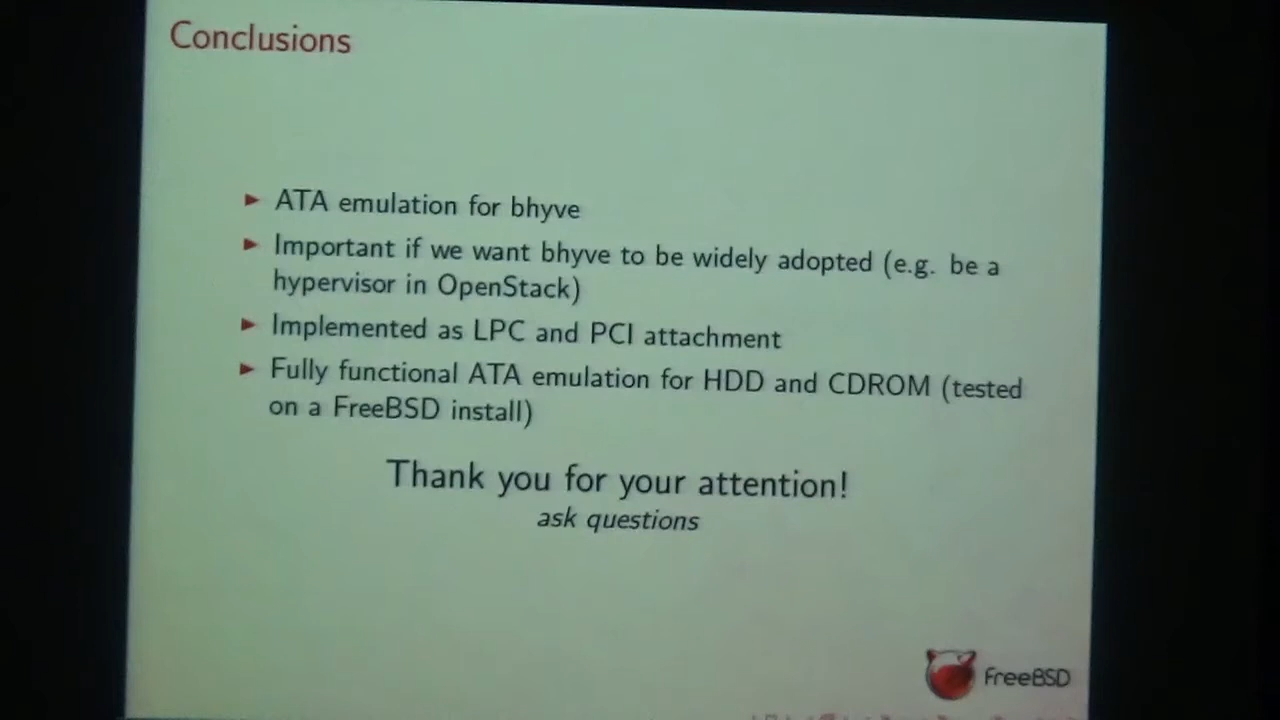 Conclusions
► ATA emulation for bhyve
► Important if we want bhyve to be widely adopted (e.g. be a
hypervisor in OpenStack)
► Implemented as LPC and PCI attachment
► Fully functional ATA emulation for HDD and CDROM (tested
on a FreeBSD install)
Thank you for your attention!
ask questions
FreeBSD